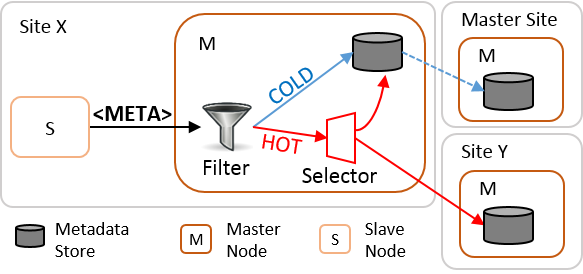 Site X
M
S
<META>
COLD
HOT
Filter
Selector
Master Site
M
Site Y
M
Metadata
Store
M
Master
Node
S
Slave
Node